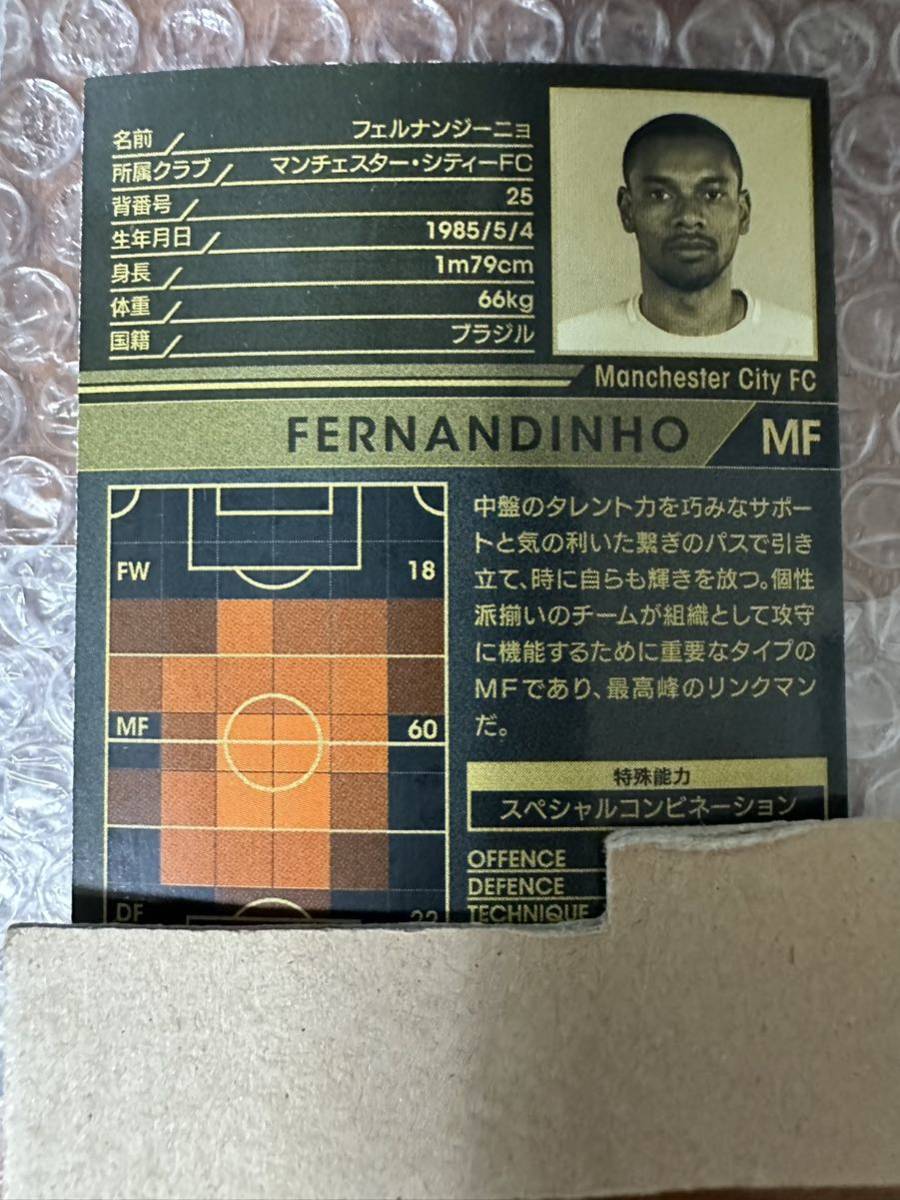 名前 フェルナンジーニョ
所属クラブ マンチェスター・シティーFC
背番号 25
生年月日 1985/5/4
身長 1m79cm
体重 66kg
国籍 ブラジル
Manchester City FC
FERNANDINHO MF
FW 18
MF 60
DF 22
中盤のタレント力を巧みなサポー
トと気の利いた繋ぎのパスで引き
立て、時に自らも輝きを放つ。個性
派揃いのチームが組織として攻守
に機能するために重要なタイプの
MFであり、最高峰のリンクマン
だ。
特殊能力
スペシャルコンビネーション
OFFENCE
DEFENCE
TECHNIQUE